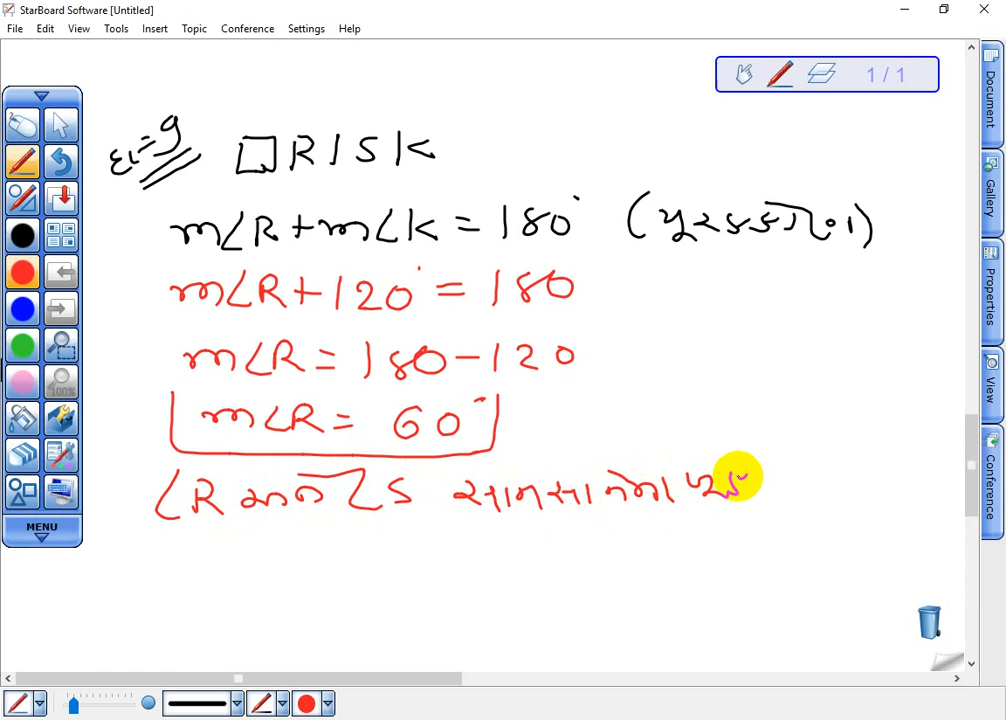 StarBoard Software [Untitled]
File Edit View Tools Insert Topic Conference Settings Help
1 / 1
□RISK
m∠R+m∠K = 180° (પુરકકોણ)
m∠R+120° = 180
m∠R = 180-120
m∠R = 60°
∠R અને ∠S સામસામેના
100%
MENU
Document
Gallery
Properties
View
Conference